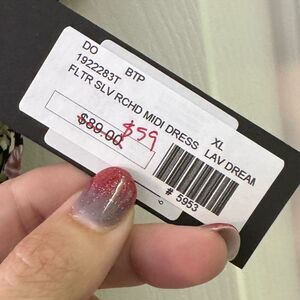 DO BTP
1922283T
FLTR SLV RCHD MIDI DRESS XL
LAV DREAM
$89.00 $59
# 5953